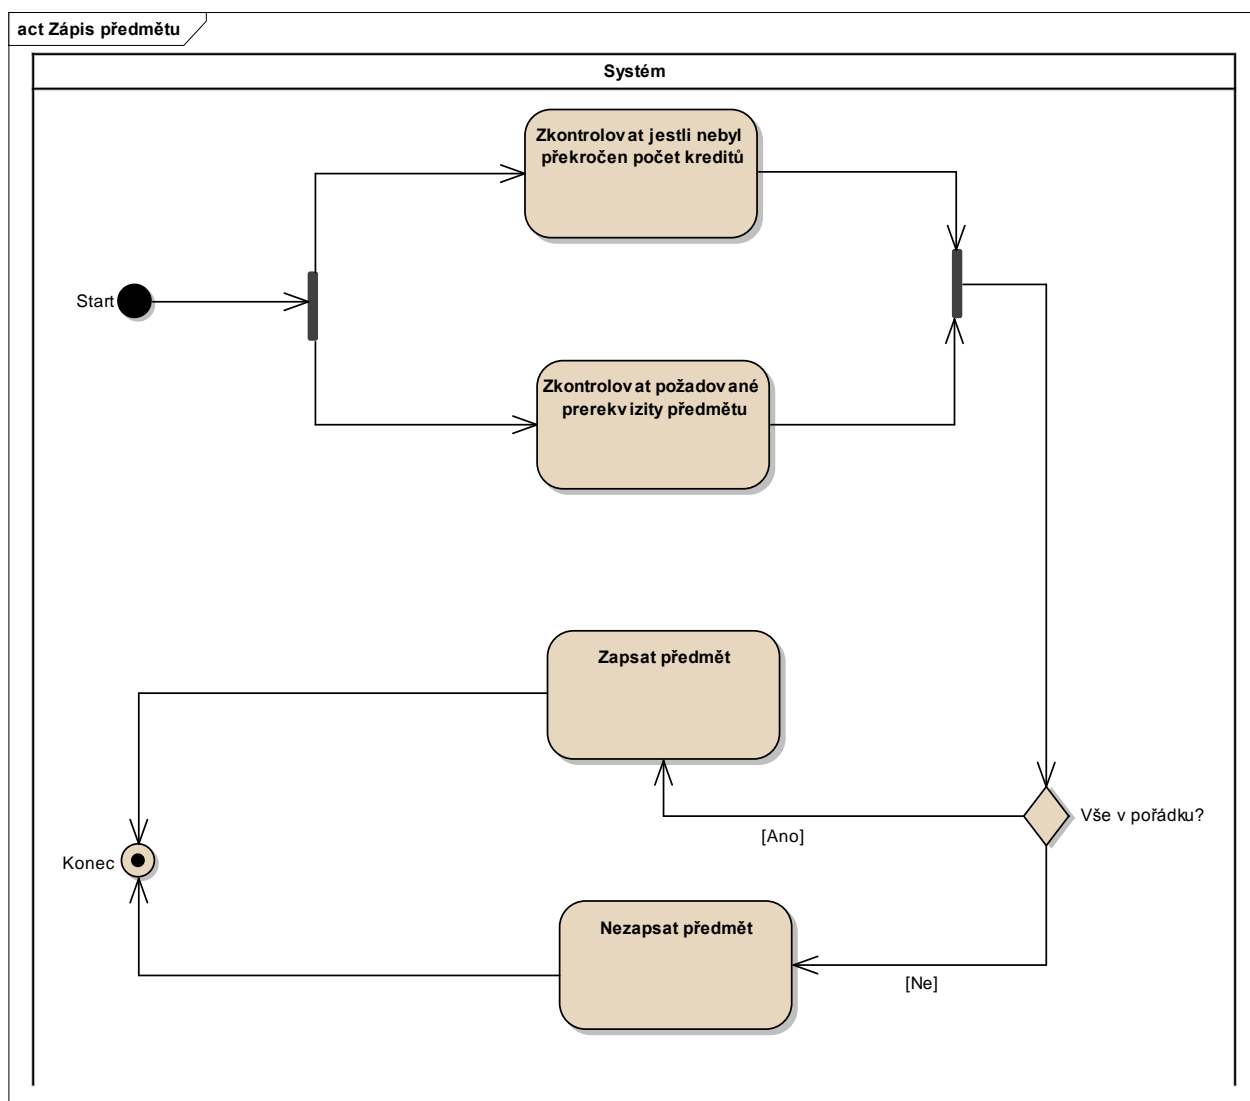 act Zápis předmětu
Systém
Zkontrolovat jestli nebyl
překročen počet kreditů
Start
Zkontrolovat požadované
prerekvizity předmětu
Zapsat předmět
Vše v pořádku?
[Ano]
Konec
Nezapsat předmět
[Ne]